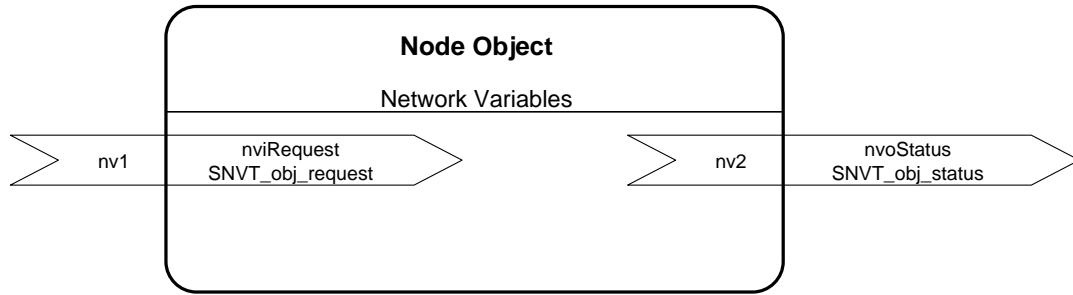 Node Object
Network Variables
nv1
nviRequest
SNVT_obj_request
nv2
nvoStatus
SNVT_obj_status